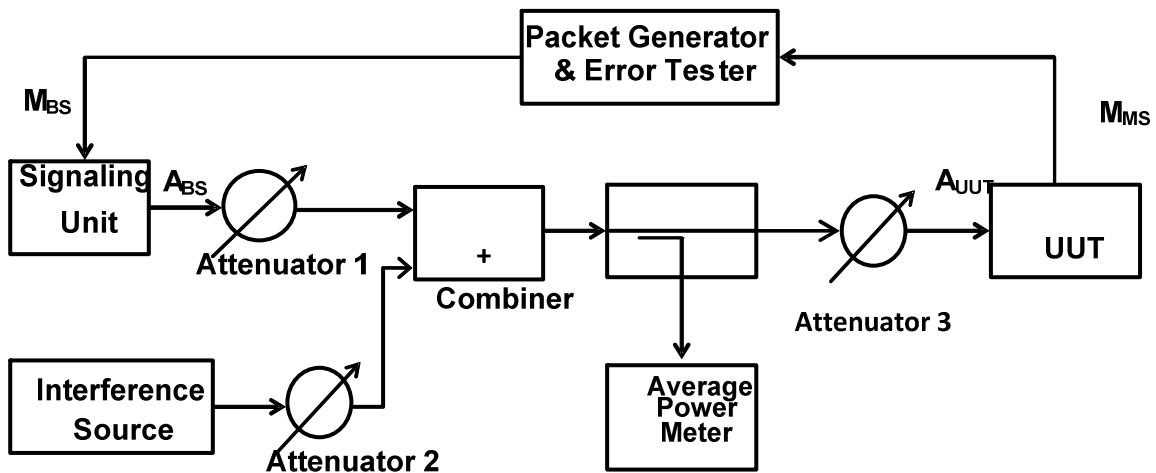 Packet Generator
& Error Tester
MBS
MMS
Signaling
Unit
ABS
Attenuator 1
+
Combiner
AUUT
UUT
Attenuator 3
Interference
Source
Attenuator 2
Average
Power
Meter